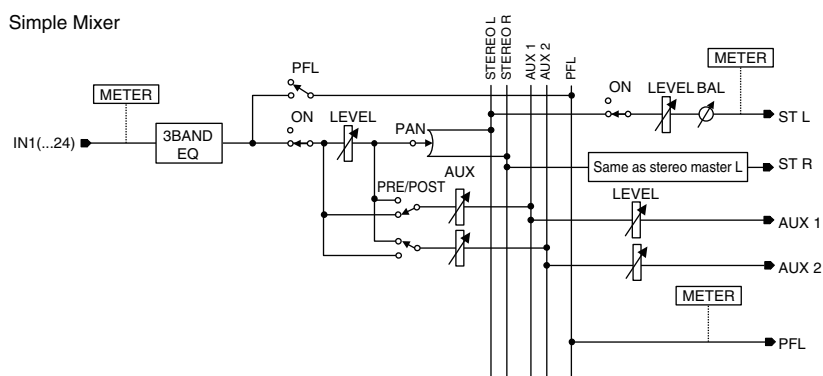 Simple Mixer
STEREO L
STEREO R
AUX 1
AUX 2
PFL
METER
PFL
METER
ON
LEVEL
BAL
ST L
ON
LEVEL
PAN
IN1(...24)
3BAND
EQ
Same as stereo master L
ST R
PRE/POST
AUX
LEVEL
AUX 1
AUX 2
METER
PFL